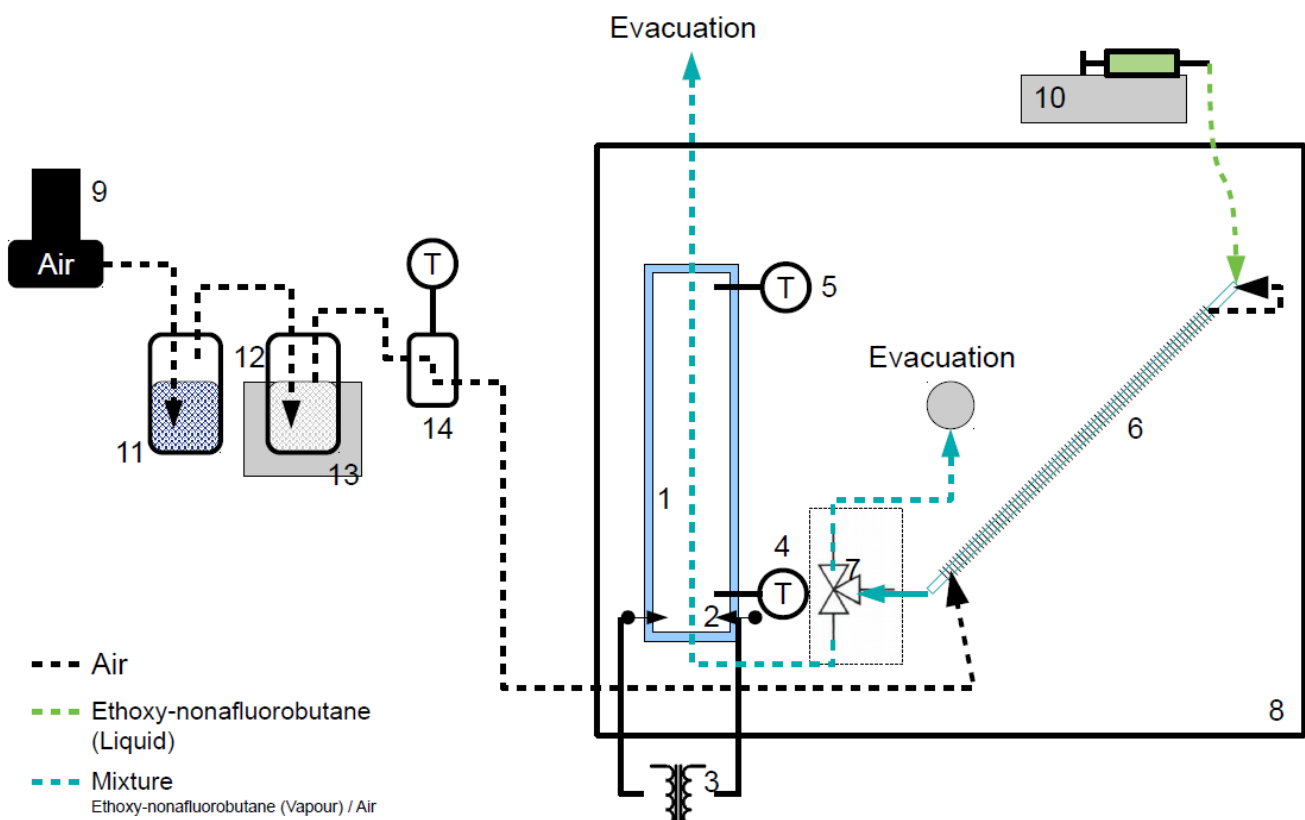 Evacuation
10
9
Air
T
T
5
12
Evacuation
14
6
11
13
1
4
7
T
2
Air
Ethoxy-nonafluorobutane
(Liquid)
8
Mixture
Ethoxy-nonafluorobutane (Vapour) / Air
3